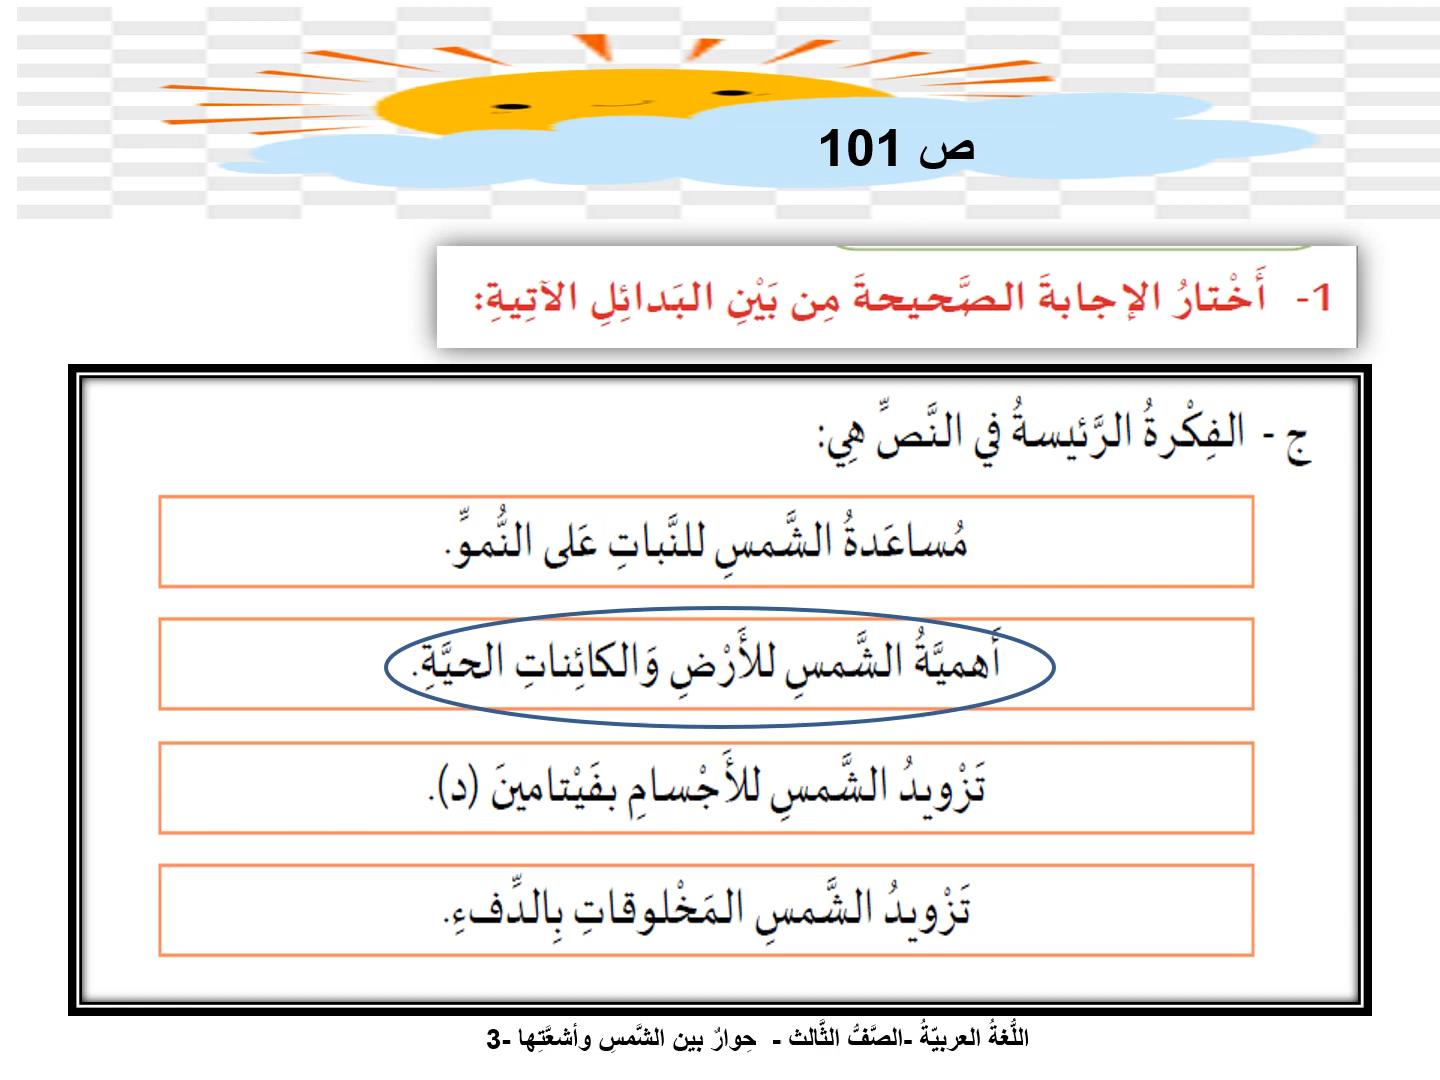 ص 101
1- أَخْتارُ الإجابةَ الصَّحيحةَ مِن بَيْنِ البَدائِلِ الآتِيةِ:
ج - الفِكْرةُ الرَّئيسةُ في النَّصِّ هِي:
مُساعَدةُ الشَّمسِ للنَّباتِ عَلى النُّموِّ.
أَهميَّةُ الشَّمسِ للأَرْضِ وَالكائِناتِ الحيَّةِ.
تَزْويدُ الشَّمسِ للأَجْسامِ بفَيْتامينَ (د).
تَزْويدُ الشَّمسِ المَخْلوقاتِ بِالدِّفءِ.
اللُّغةُ العربيّةُ -الصَّفُّ الثَّالث - حِوارٌ بين الشَّمسِ وأشعَّتِها -3